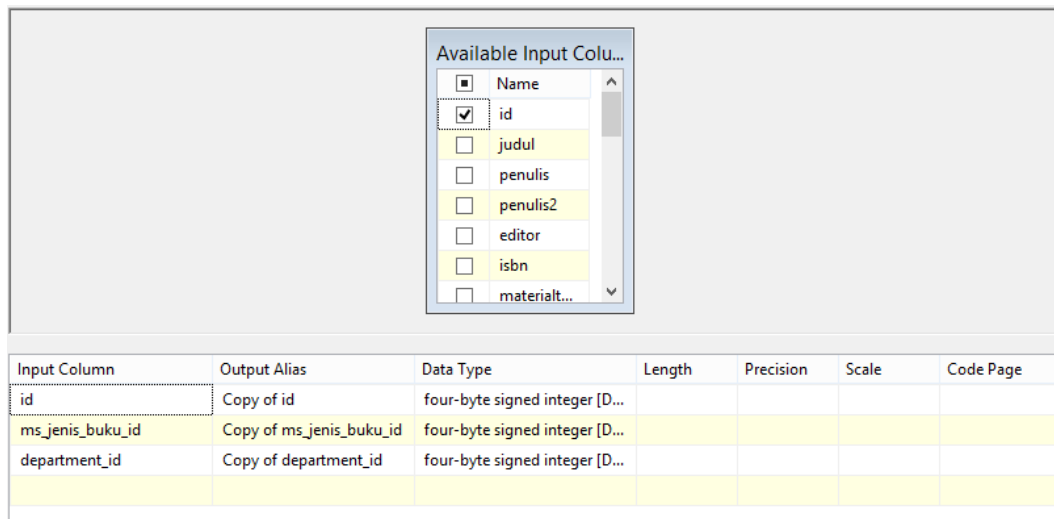 Available Input Colu...
Name
id
judul
penulis
penulis2
editor
isbn
materialt...
Input Column Output Alias Data Type Length Precision Scale Code Page
id Copy of id four-byte signed integer [D...
ms_jenis_buku_id Copy of ms_jenis_buku_id four-byte signed integer [D...
department_id Copy of department_id four-byte signed integer [D...